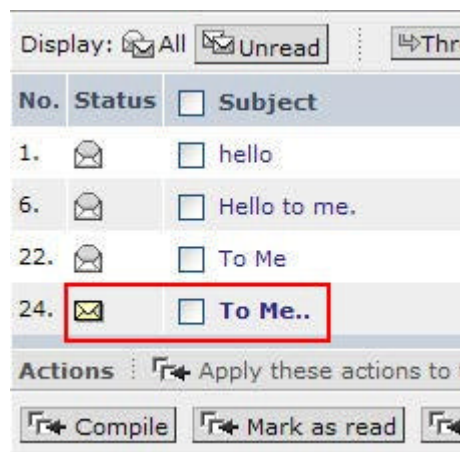 Display: All Unread Thr
No. Status Subject
1. hello
6. Hello to me.
22. To Me
24. To Me..
Actions Apply these actions to
Compile Mark as read